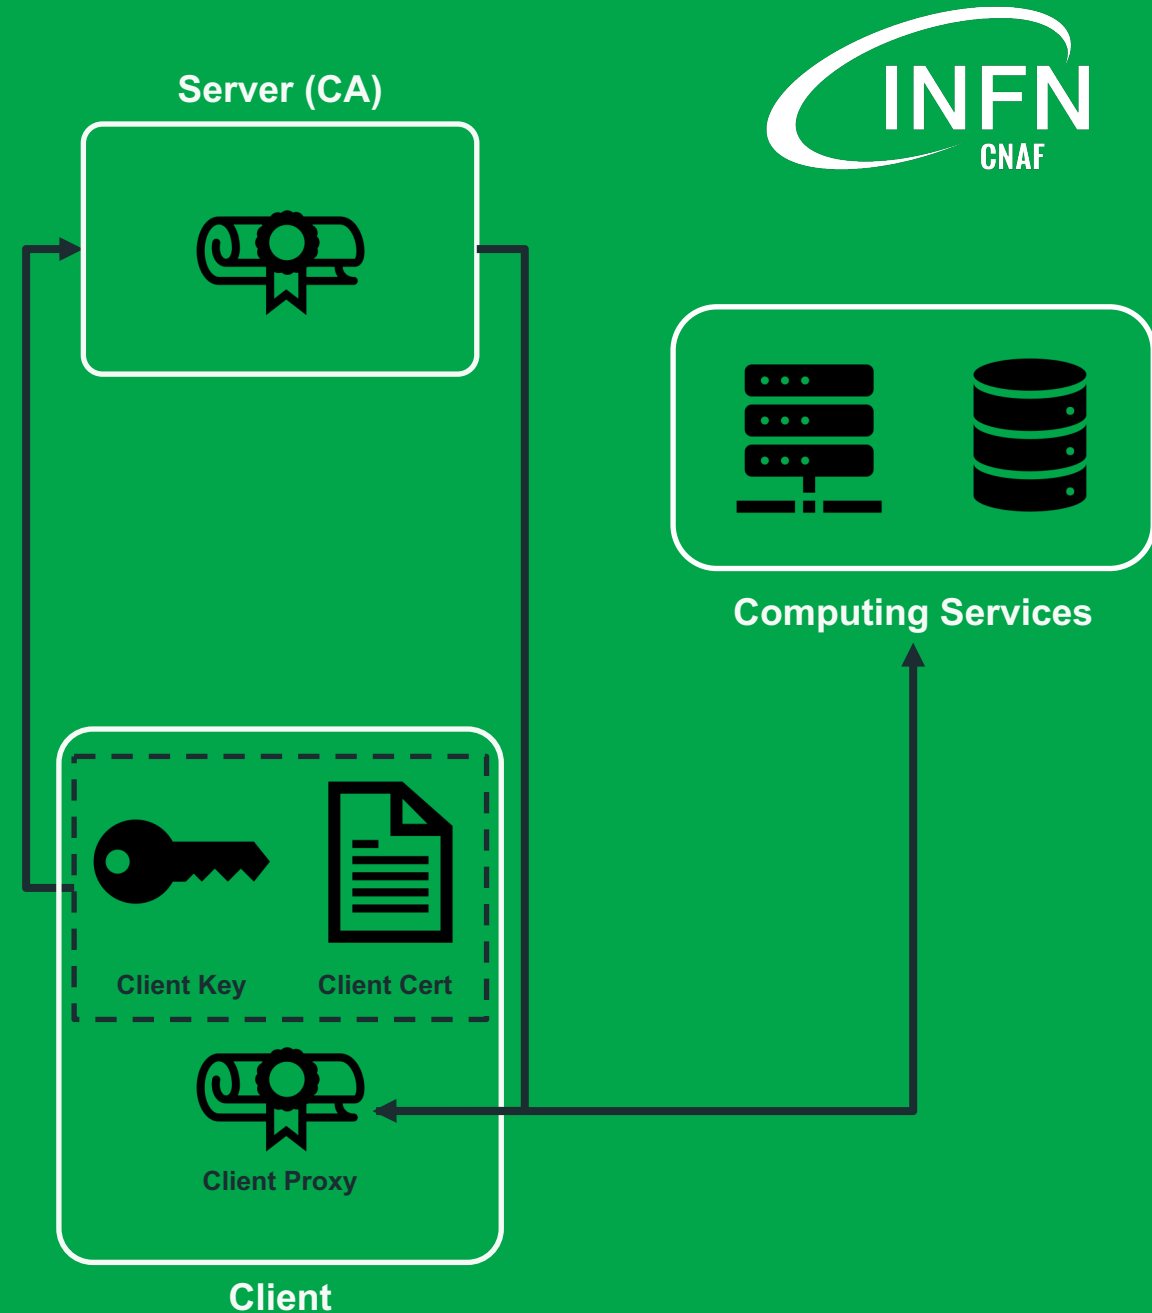 Server (CA)
INFN
CNAF
Computing Services
Client Key
Client Cert
Client Proxy
Client